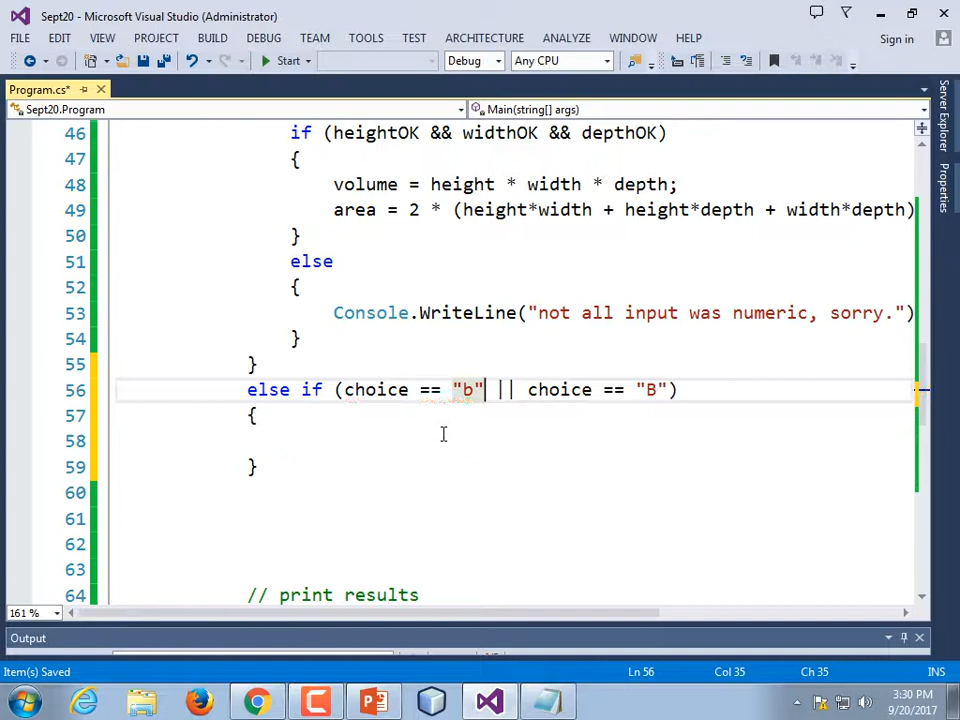 Sept20 - Microsoft Visual Studio (Administrator)
FILE EDIT VIEW PROJECT BUILD DEBUG TEAM TOOLS TEST ARCHITECTURE ANALYZE WINDOW HELP Sign in
Start Debug Any CPU
Program.cs*
Sept20.Program Main(string[] args)
46 if (heightOK && widthOK && depthOK)
47 {
48 volume = height * width * depth;
49 area = 2 * (height*width + height*depth + width*depth)
50 }
51 else
52 {
53 Console.WriteLine("not all input was numeric, sorry.")
54 }
55 }
56 else if (choice == "b" || choice == "B")
57 {
58
59 }
60
61
62
63
64 // print results
Server Explorer
Properties
161 %
Output
Item(s) Saved Ln 56 Col 35 Ch 35 INS
3:30 PM
9/20/2017